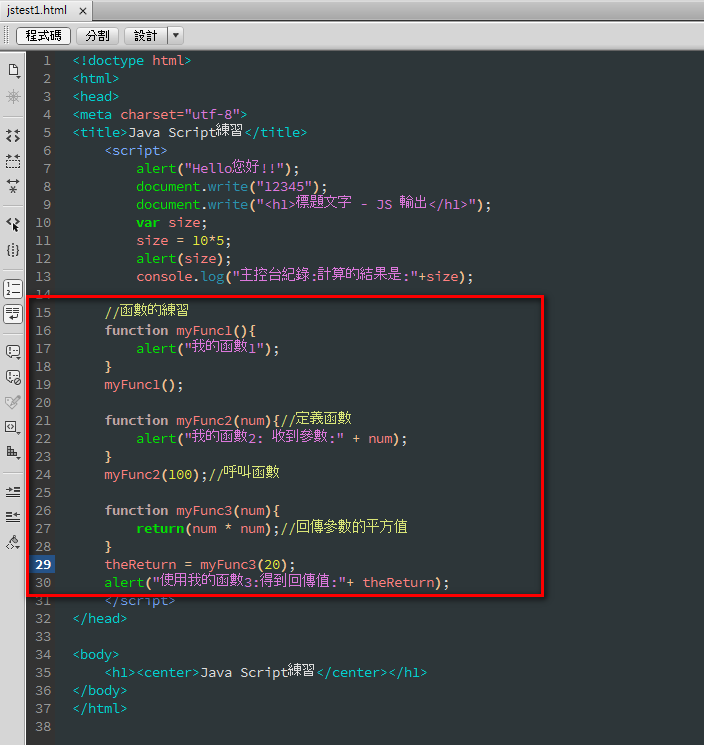 jstest1.html ×
程式碼 分割 設計
1 <!doctype html>
2 <html>
3 <head>
4 <meta charset="utf-8">
5 <title>Java Script練習</title>
6 <script>
7 alert("Hello您好!!");
8 document.write("12345");
9 document.write("<h1>標題文字 - JS 輸出</h1>");
10 var size;
11 size = 10*5;
12 alert(size);
13 console.log("主控台紀錄:計算的結果是:"+size);
14
15 //函數的練習
16 function myFunc1(){
17 alert("我的函數1");
18 }
19 myFunc1();
20
21 function myFunc2(num){//定義函數
22 alert("我的函數2: 收到參數:" + num);
23 }
24 myFunc2(100);//呼叫函數
25
26 function myFunc3(num){
27 return(num * num);//回傳參數的平方值
28 }
29 theReturn = myFunc3(20);
30 alert("使用我的函數3:得到回傳值:"+ theReturn);
31 </script>
32 </head>
33
34 <body>
35 <h1><center>Java Script練習</center></h1>
36 </body>
37 </html>
38